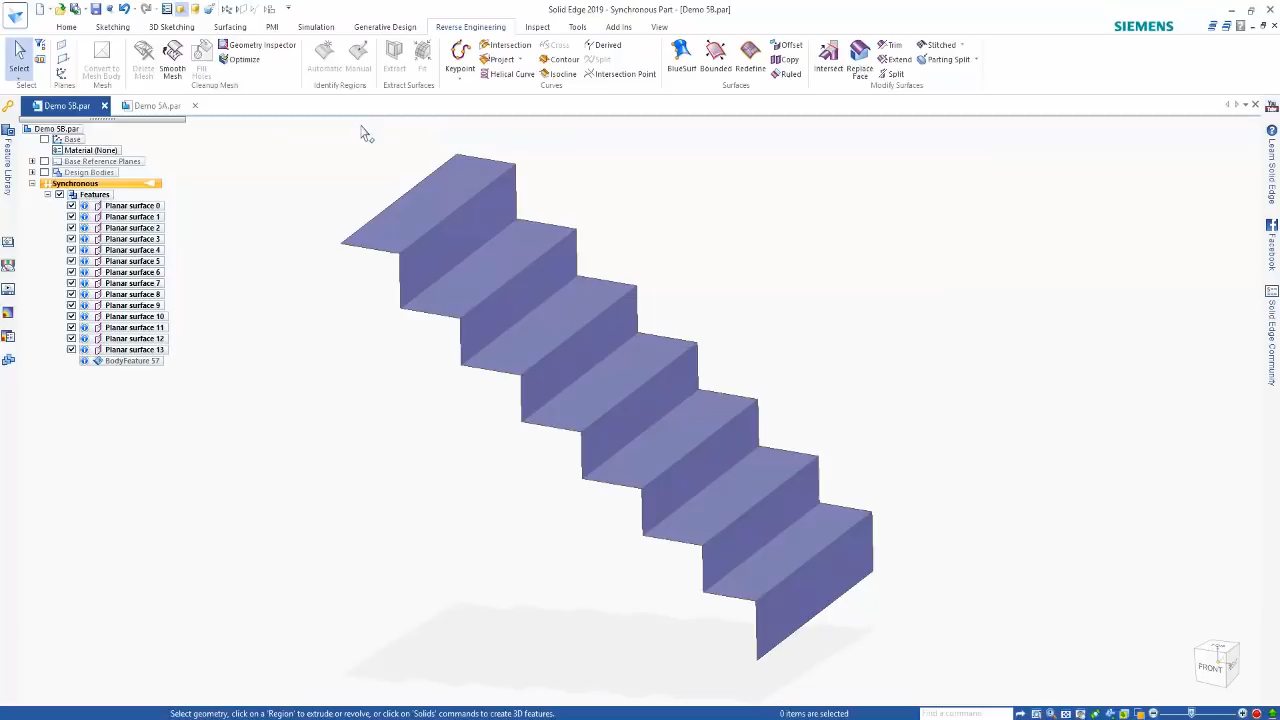 Solid Edge 2019 - Synchronous Part - [Demo 5B.par]
Home 3D Sketching Surfacing PMI Simulation Generative Design Reverse Engineering Inspect Tools Add Ins SIEMENS
Select
Select
Planes
Convert to Mesh Body
Mesh
Delete Mesh
Smooth Mesh
Fill Holes
Geometry Inspector
Optimize
Cleanup Mesh
Automatic Manual
Identify Regions
Extract Fit
Extract Surfaces
Keypoint
Intersection Cross Derived
Project Contour Split
Helical Curve Isocline Intersection Point
Curves
BlueSurf Bounded Redefine
Offset
Copy
Ruled
Surfaces
Intersect Replace Face
Trim Stitched
Extend Parting Split
Split
Modify Surfaces
Demo 5B.par Demo 5A.par
Demo 5B.par
Base
Material (None)
Base Reference Planes
Design Bodies
Synchronous
Features
Planar surface 0
Planar surface 1
Planar surface 2
Planar surface 3
Planar surface 4
Planar surface 5
Planar surface 6
Planar surface 7
Planar surface 8
Planar surface 9
Planar surface 10
Planar surface 11
Planar surface 12
Planar surface 13
BodyFeature 57
Feature Library
You
Learn Solid Edge
Facebook
Solid Edge Community
FRONT
Select geometry, click on a 'Region' to extrude or revolve, or click on 'Solids' commands to create 3D features. 0 items are selected Find a command